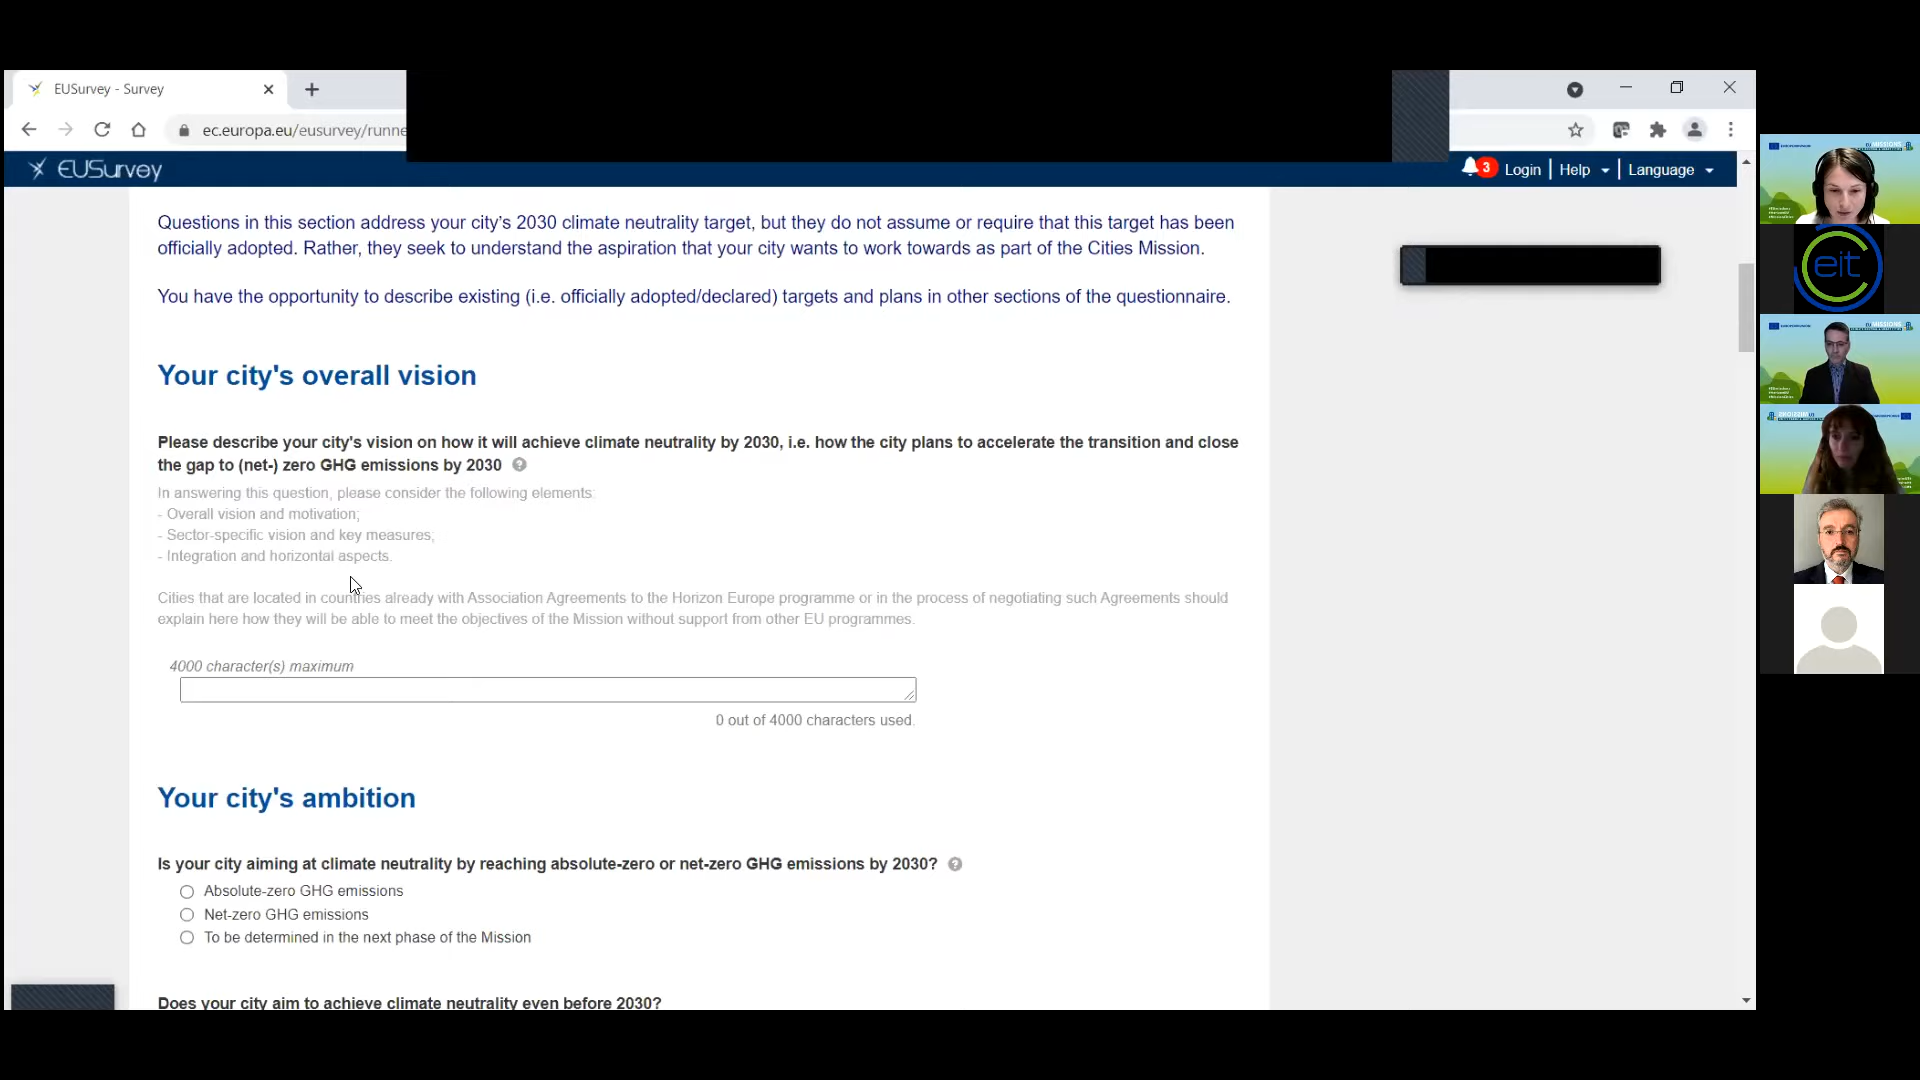 EUSurvey - Survey
ec.europa.eu/eusurvey/runne
EUSurvey
3 Login Help Language
Questions in this section address your city's 2030 climate neutrality target, but they do not assume or require that this target has been
officially adopted. Rather, they seek to understand the aspiration that your city wants to work towards as part of the Cities Mission.
You have the opportunity to describe existing (i.e. officially adopted/declared) targets and plans in other sections of the questionnaire.
Your city's overall vision
Please describe your city's vision on how it will achieve climate neutrality by 2030, i.e. how the city plans to accelerate the transition and close
the gap to (net-) zero GHG emissions by 2030
In answering this question, please consider the following elements:
- Overall vision and motivation;
- Sector-specific vision and key measures;
- Integration and horizontal aspects.
Cities that are located in countries already with Association Agreements to the Horizon Europe programme or in the process of negotiating such Agreements should
explain here how they will be able to meet the objectives of the Mission without support from other EU programmes.
4000 character(s) maximum
0 out of 4000 characters used.
Your city's ambition
Is your city aiming at climate neutrality by reaching absolute-zero or net-zero GHG emissions by 2030?
Absolute-zero GHG emissions
Net-zero GHG emissions
To be determined in the next phase of the Mission
Does your city aim to achieve climate neutrality even before 2030?
eit